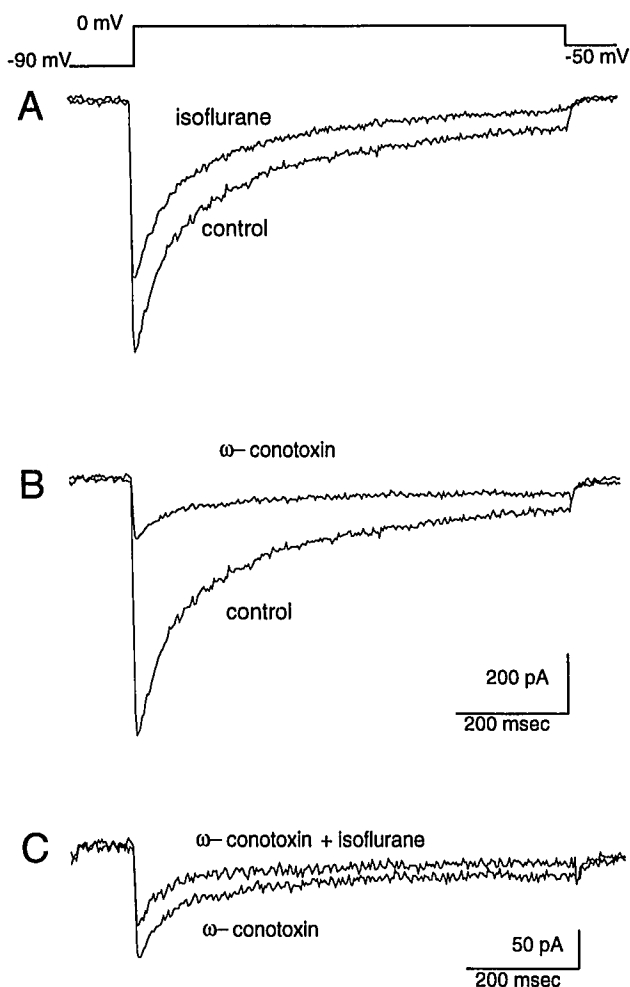 0 mV
-90 mV
-50 mV
A
isoflurane
control
ω– conotoxin
B
control
200 pA
200 msec
C
ω– conotoxin + isoflurane
ω– conotoxin
50 pA
200 msec